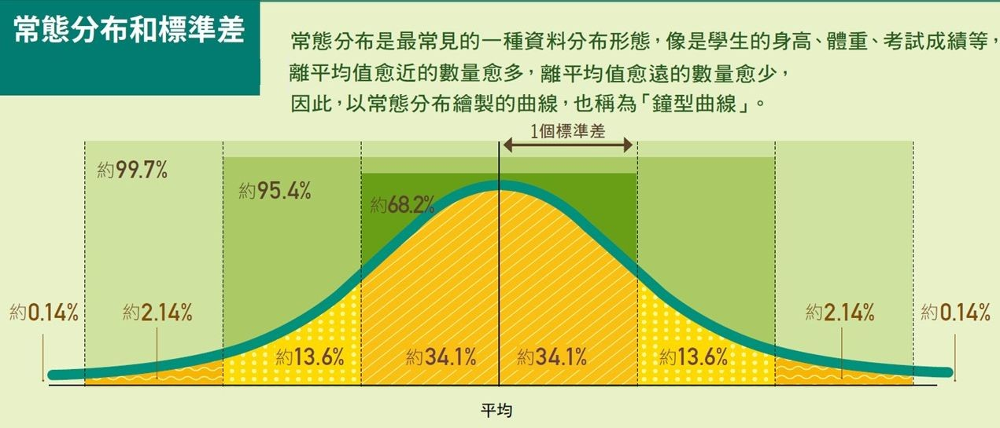 常態分布和標準差
常態分布是最常見的一種資料分布形態，像是學生的身高、體重、考試成績等，
離平均值愈近的數量愈多，離平均值愈遠的數量愈少，
因此，以常態分布繪製的曲線，也稱為「鐘型曲線」。
1個標準差
約99.7%
約95.4%
約68.2%
約0.14%
約2.14%
約2.14%
約0.14%
約13.6%
約34.1%
約34.1%
約13.6%
平均